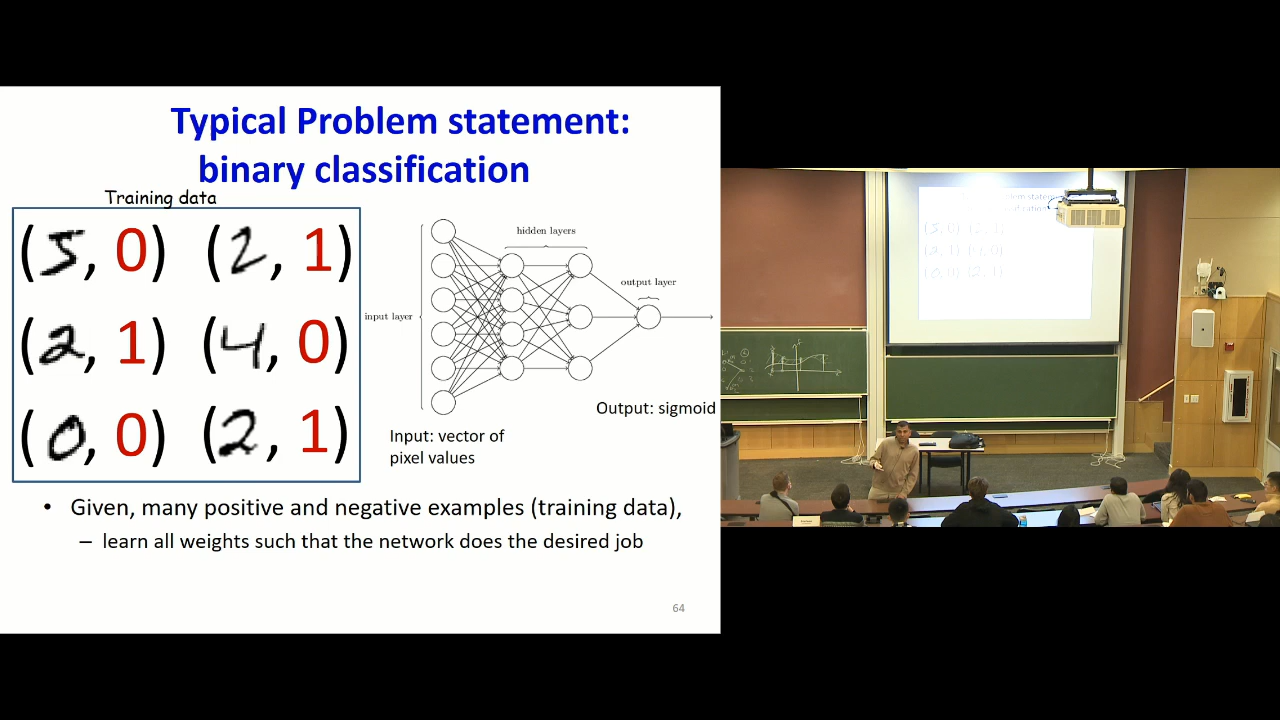 Typical Problem statement:
binary classification
Training data
(5, 0) (2, 1)
(2, 1) (4, 0)
(0, 0) (2, 1)
hidden layers
output layer
input layer
Output: sigmoid
Input: vector of
pixel values
• Given, many positive and negative examples (training data),
– learn all weights such that the network does the desired job
64